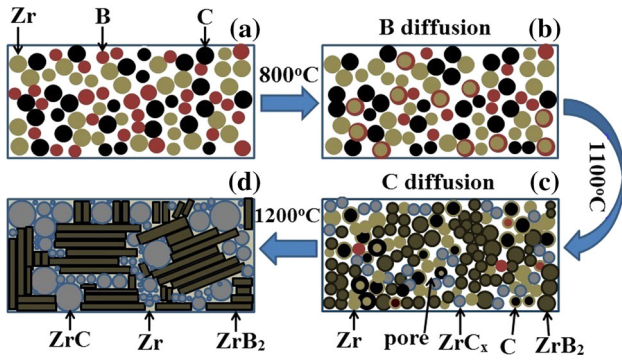 Zr B C (a)
800°C
B diffusion (b)
1100°C
(d)
1200°C
C diffusion (c)
ZrC Zr ZrB₂
Zr pore ZrCₓ C ZrB₂